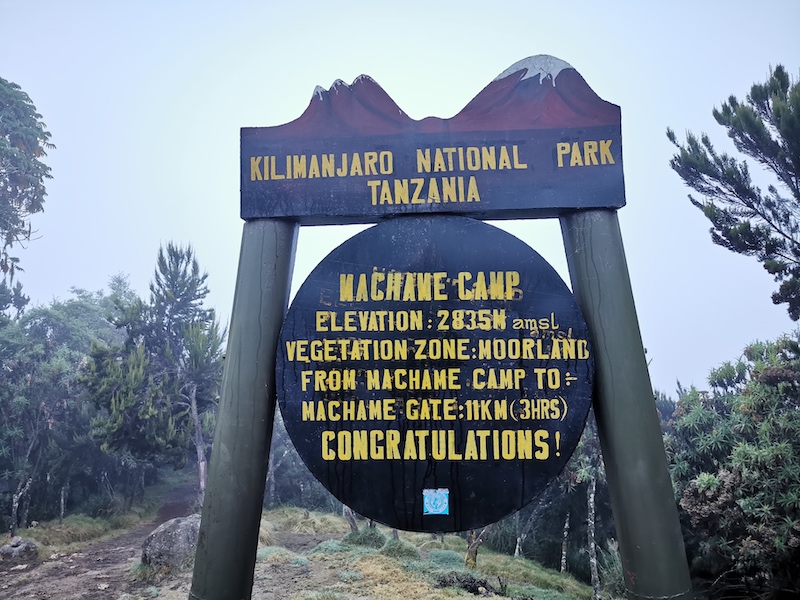 KILIMANJARO NATIONAL PARK
TANZANIA
MACHAME CAMP
ELEVATION : 2835M amsl
VEGETATION ZONE:MOORLAND
FROM MACHAME CAMP TO:-
MACHAME GATE:11KM(3HRS)
CONGRATULATIONS!